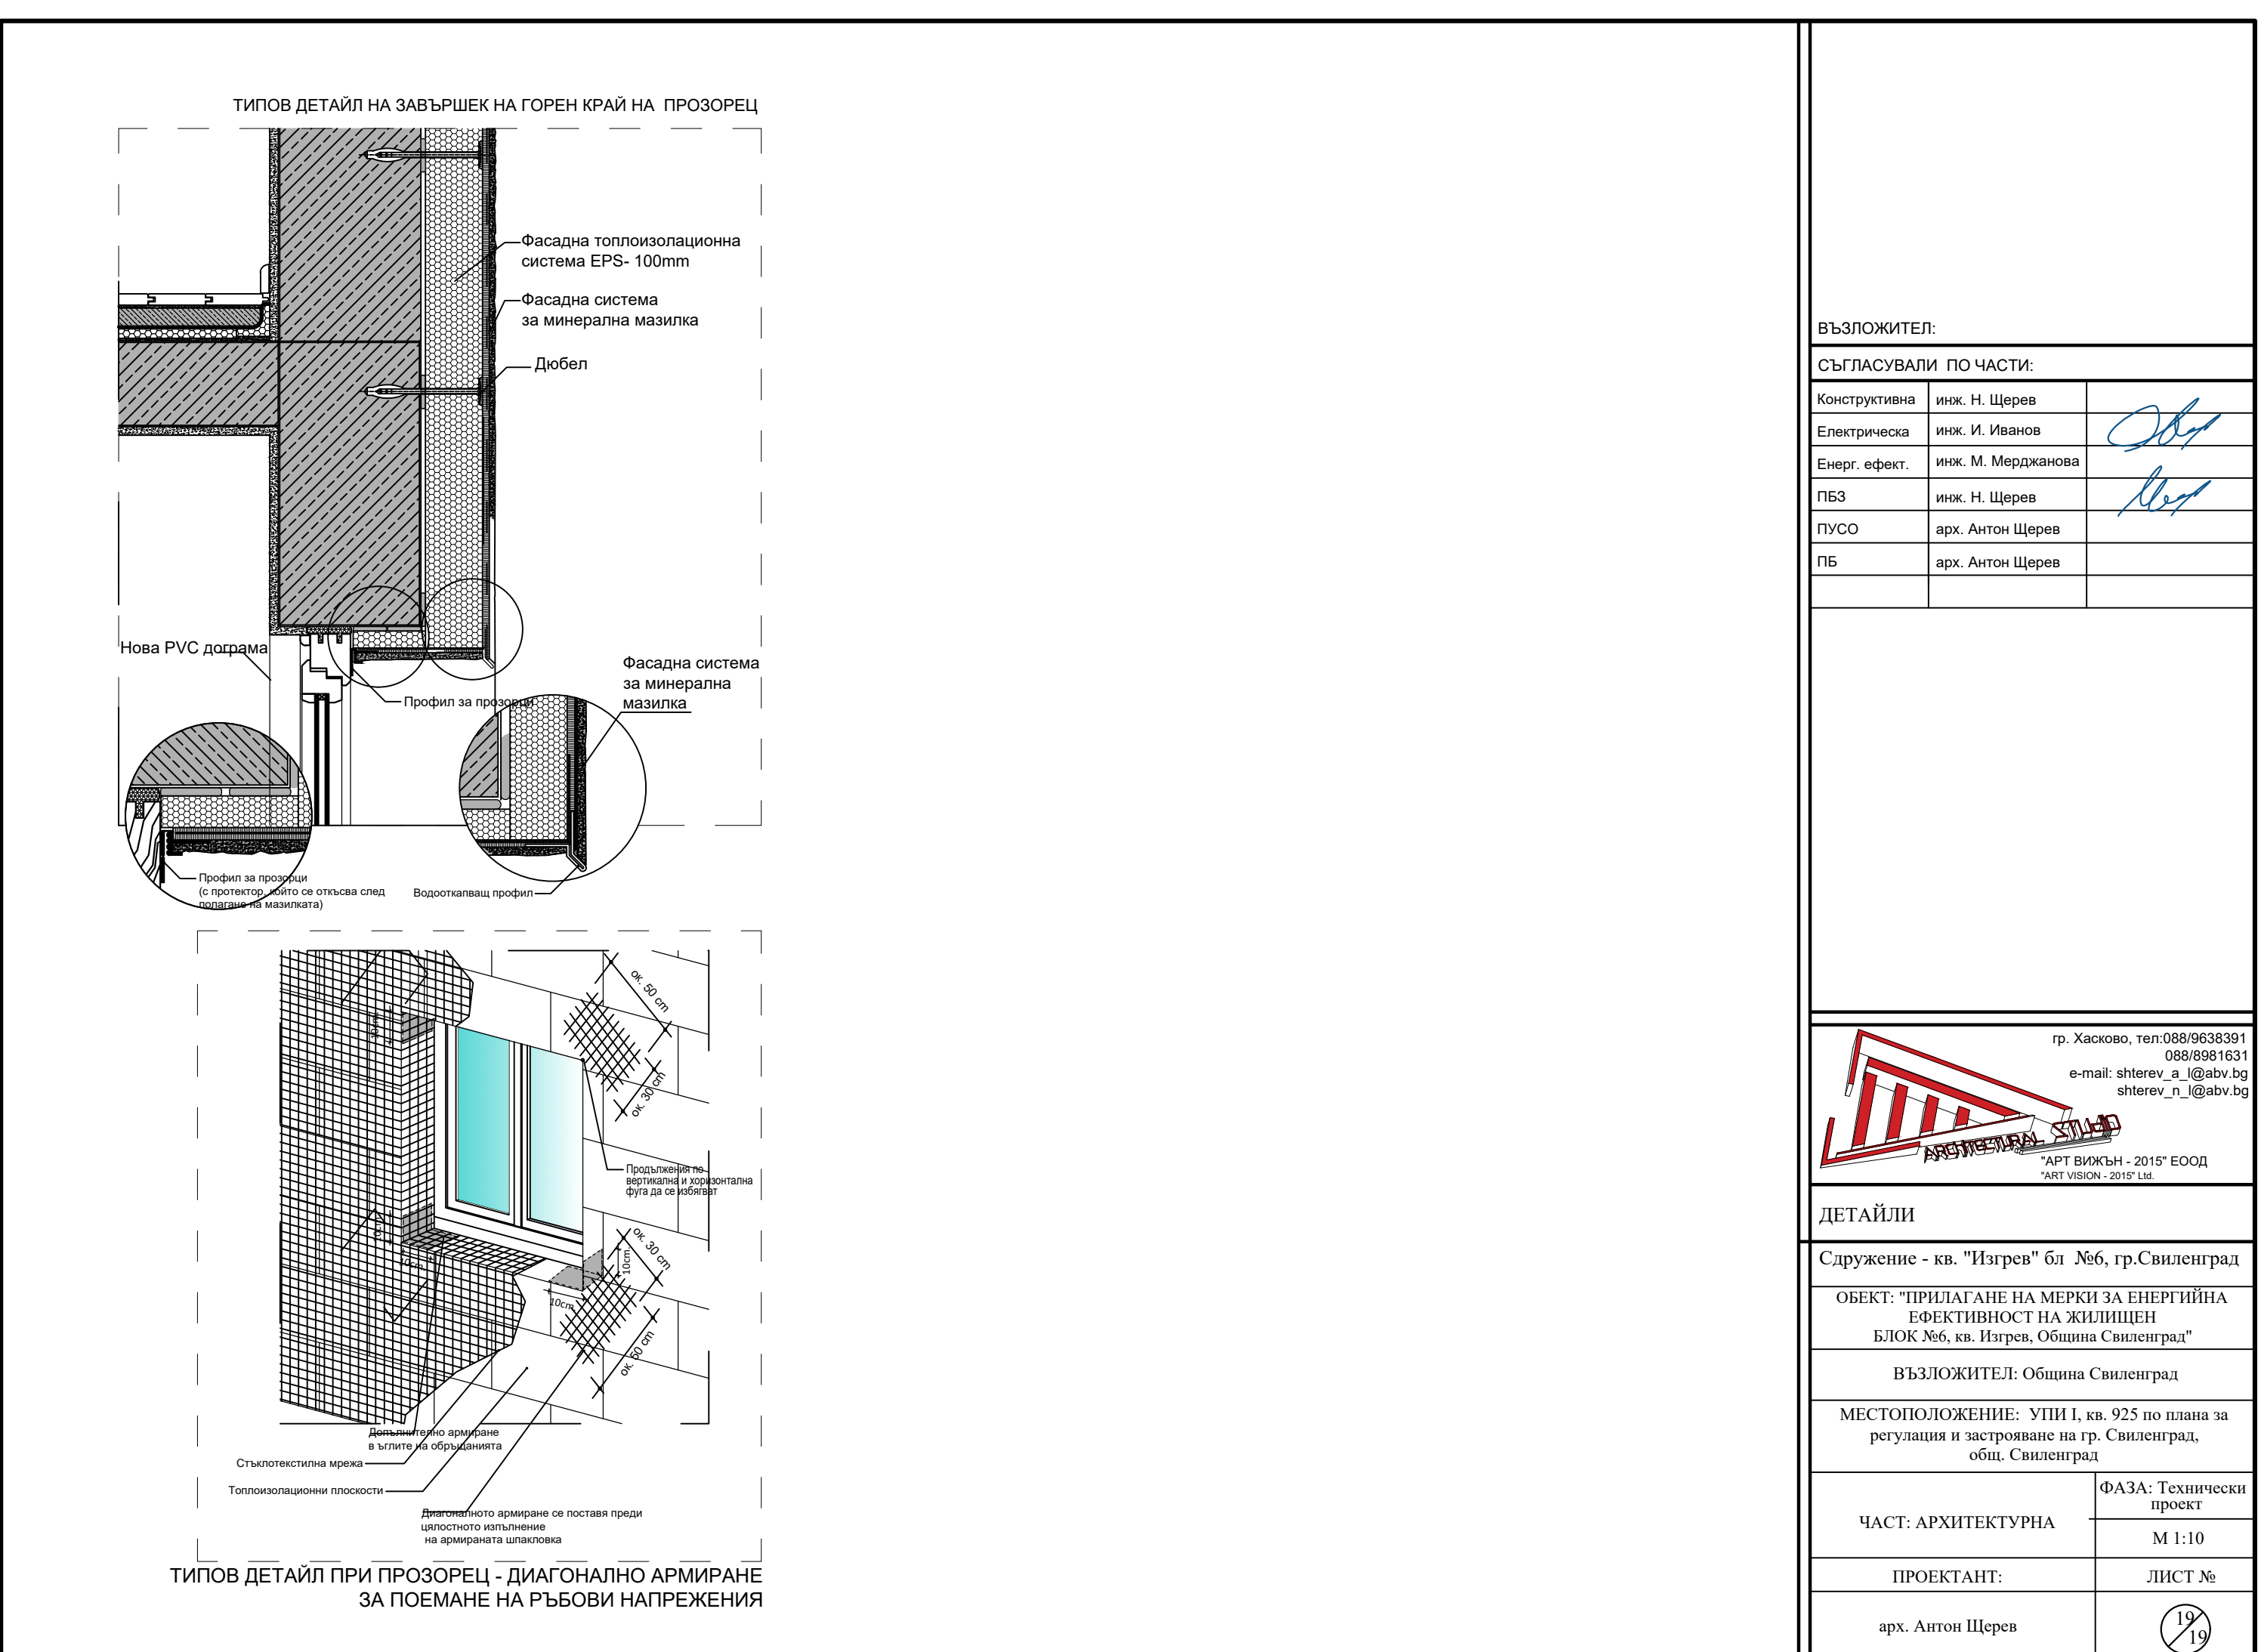 ТИПОВ ДЕТАЙЛ НА ЗАВЪРШЕК НА ГОРЕН КРАЙ НА ПРОЗОРЕЦ
Фасадна топлоизолационна
система EPS- 100mm
Фасадна система
за минерална мазилка
Дюбел
Нова PVC дограма
Профил за прозорци
Фасадна система
за минерална
мазилка
Профил за прозорци
(с протектор, който се откъсва след
полагане на мазилката)
Водооткапващ профил
ок. 50 cm
10cm.
ок. 30 cm
Продължения по
вертикална и хоризонтална
фуга да се избягват
ок. 30 cm
10cm.
10cm.
10cm.
10cm.
ок. 50 cm
Допълнително армиране
в ъглите на обръщанията
Стъклотекстилна мрежа
Топлоизолационни плоскости
Диагоналното армиране се поставя преди
цялостното изпълнение
на армираната шпакловка
ТИПОВ ДЕТАЙЛ ПРИ ПРОЗОРЕЦ - ДИАГОНАЛНО АРМИРАНЕ
ЗА ПОЕМАНЕ НА РЪБОВИ НАПРЕЖЕНИЯ
ВЪЗЛОЖИТЕЛ:
СЪГЛАСУВАЛИ ПО ЧАСТИ:
Конструктивна инж. Н. Щерев
Електрическа инж. И. Иванов
Енерг. ефект. инж. М. Мерджанова
ПБЗ инж. Н. Щерев
ПУСО арх. Антон Щерев
ПБ арх. Антон Щерев
гр. Хасково, тел:088/9638391
088/8981631
e-mail: shterev_a_l@abv.bg
shterev_n_l@abv.bg
ARCHITECTURAL STUDIO
"АРТ ВИЖЪН - 2015" ЕООД
"ART VISION - 2015" Ltd.
ДЕТАЙЛИ
Сдружение - кв. "Изгрев" бл №6, гр.Свиленград
ОБЕКТ: "ПРИЛАГАНЕ НА МЕРКИ ЗА ЕНЕРГИЙНА
ЕФЕКТИВНОСТ НА ЖИЛИЩЕН
БЛОК №6, кв. Изгрев, Община Свиленград"
ВЪЗЛОЖИТЕЛ: Община Свиленград
МЕСТОПОЛОЖЕНИЕ: УПИ I, кв. 925 по плана за
регулация и застрояване на гр. Свиленград,
общ. Свиленград
ЧАСТ: АРХИТЕКТУРНА
ФАЗА: Технически
проект
М 1:10
ПРОЕКТАНТ:
ЛИСТ №
арх. Антон Щерев
19
19